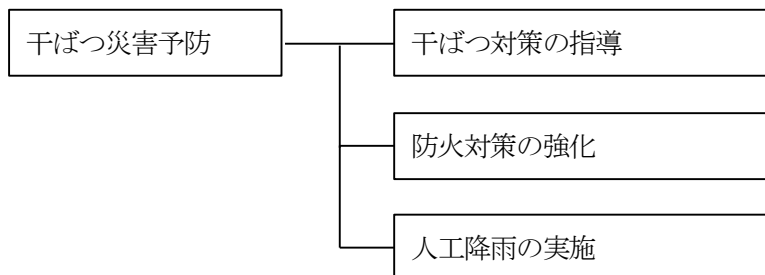 干ばつ災害予防
干ばつ対策の指導
防火対策の強化
人工降雨の実施